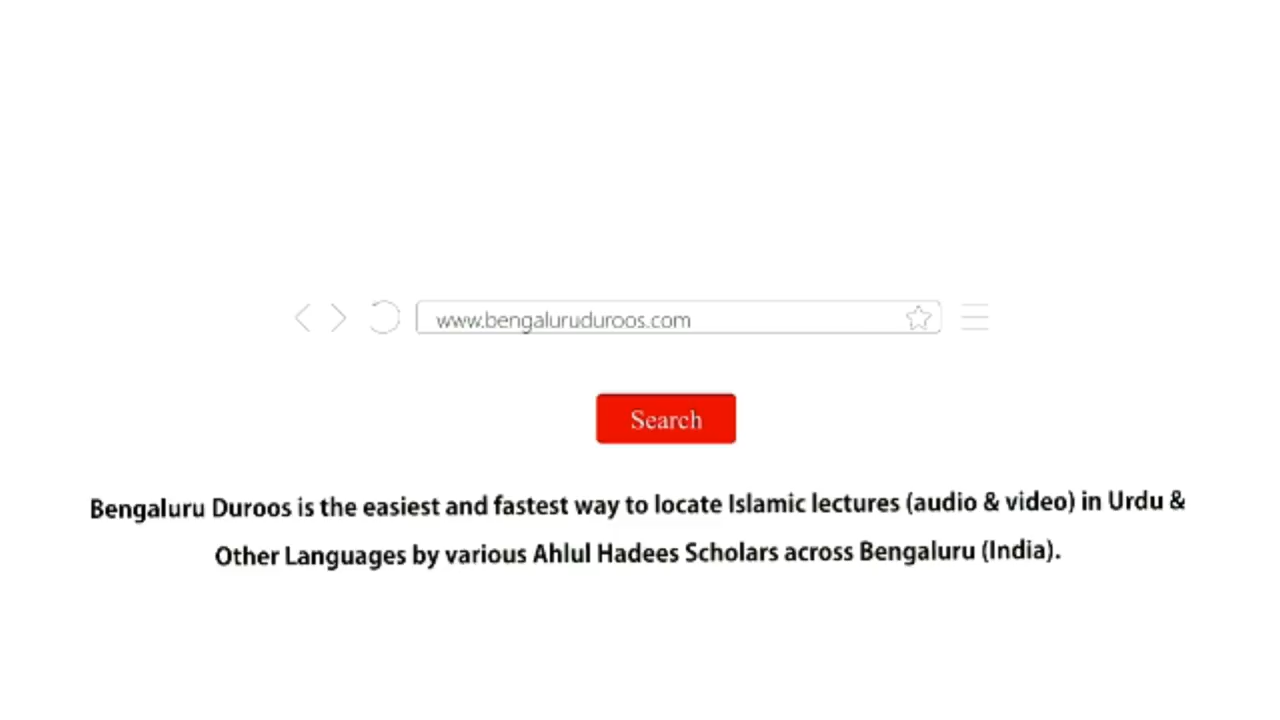 www.bengaluruduroos.com
Search
Bengaluru Duroos is the easiest and fastest way to locate Islamic lectures (audio & video) in Urdu &
Other Languages by various Ahlul Hadees Scholars across Bengaluru (India).